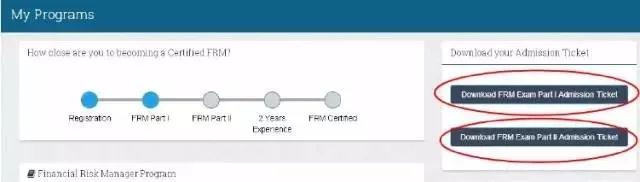 My Programs
How close are you to becoming a Certified FRM?
Registration
FRM Part I
FRM Part II
2 Years
Experience
FRM Certified
Download your Admission Ticket
Download FRM Exam Part I Admission Ticket
Download FRM Exam Part II Admission Ticket
Financial Risk Manager Program